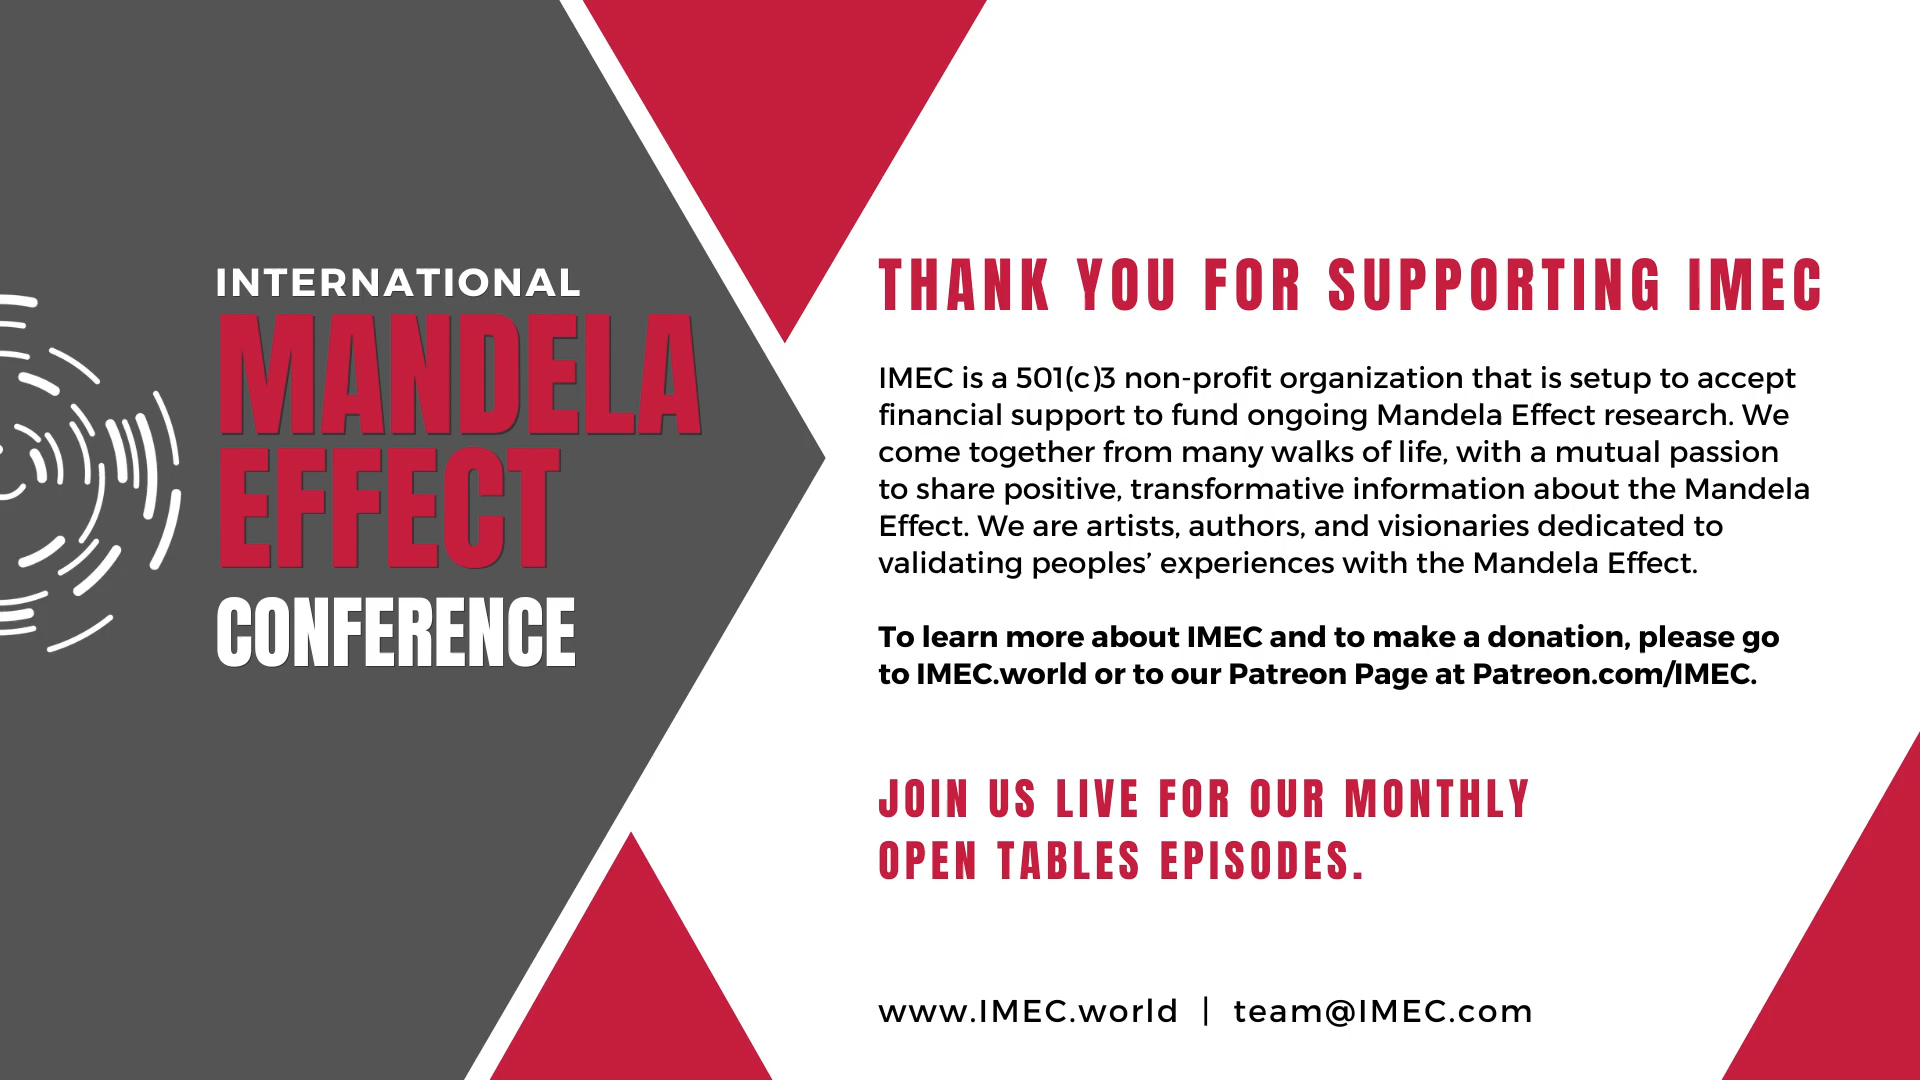 INTERNATIONAL
MANDELA
EFFECT
CONFERENCE
THANK YOU FOR SUPPORTING IMEC
IMEC is a 501(c)3 non-profit organization that is setup to accept
financial support to fund ongoing Mandela Effect research. We
come together from many walks of life, with a mutual passion
to share positive, transformative information about the Mandela
Effect. We are artists, authors, and visionaries dedicated to
validating peoples’ experiences with the Mandela Effect.
To learn more about IMEC and to make a donation, please go
to IMEC.world or to our Patreon Page at Patreon.com/IMEC.
JOIN US LIVE FOR OUR MONTHLY
OPEN TABLES EPISODES.
www.IMEC.world | team@IMEC.com